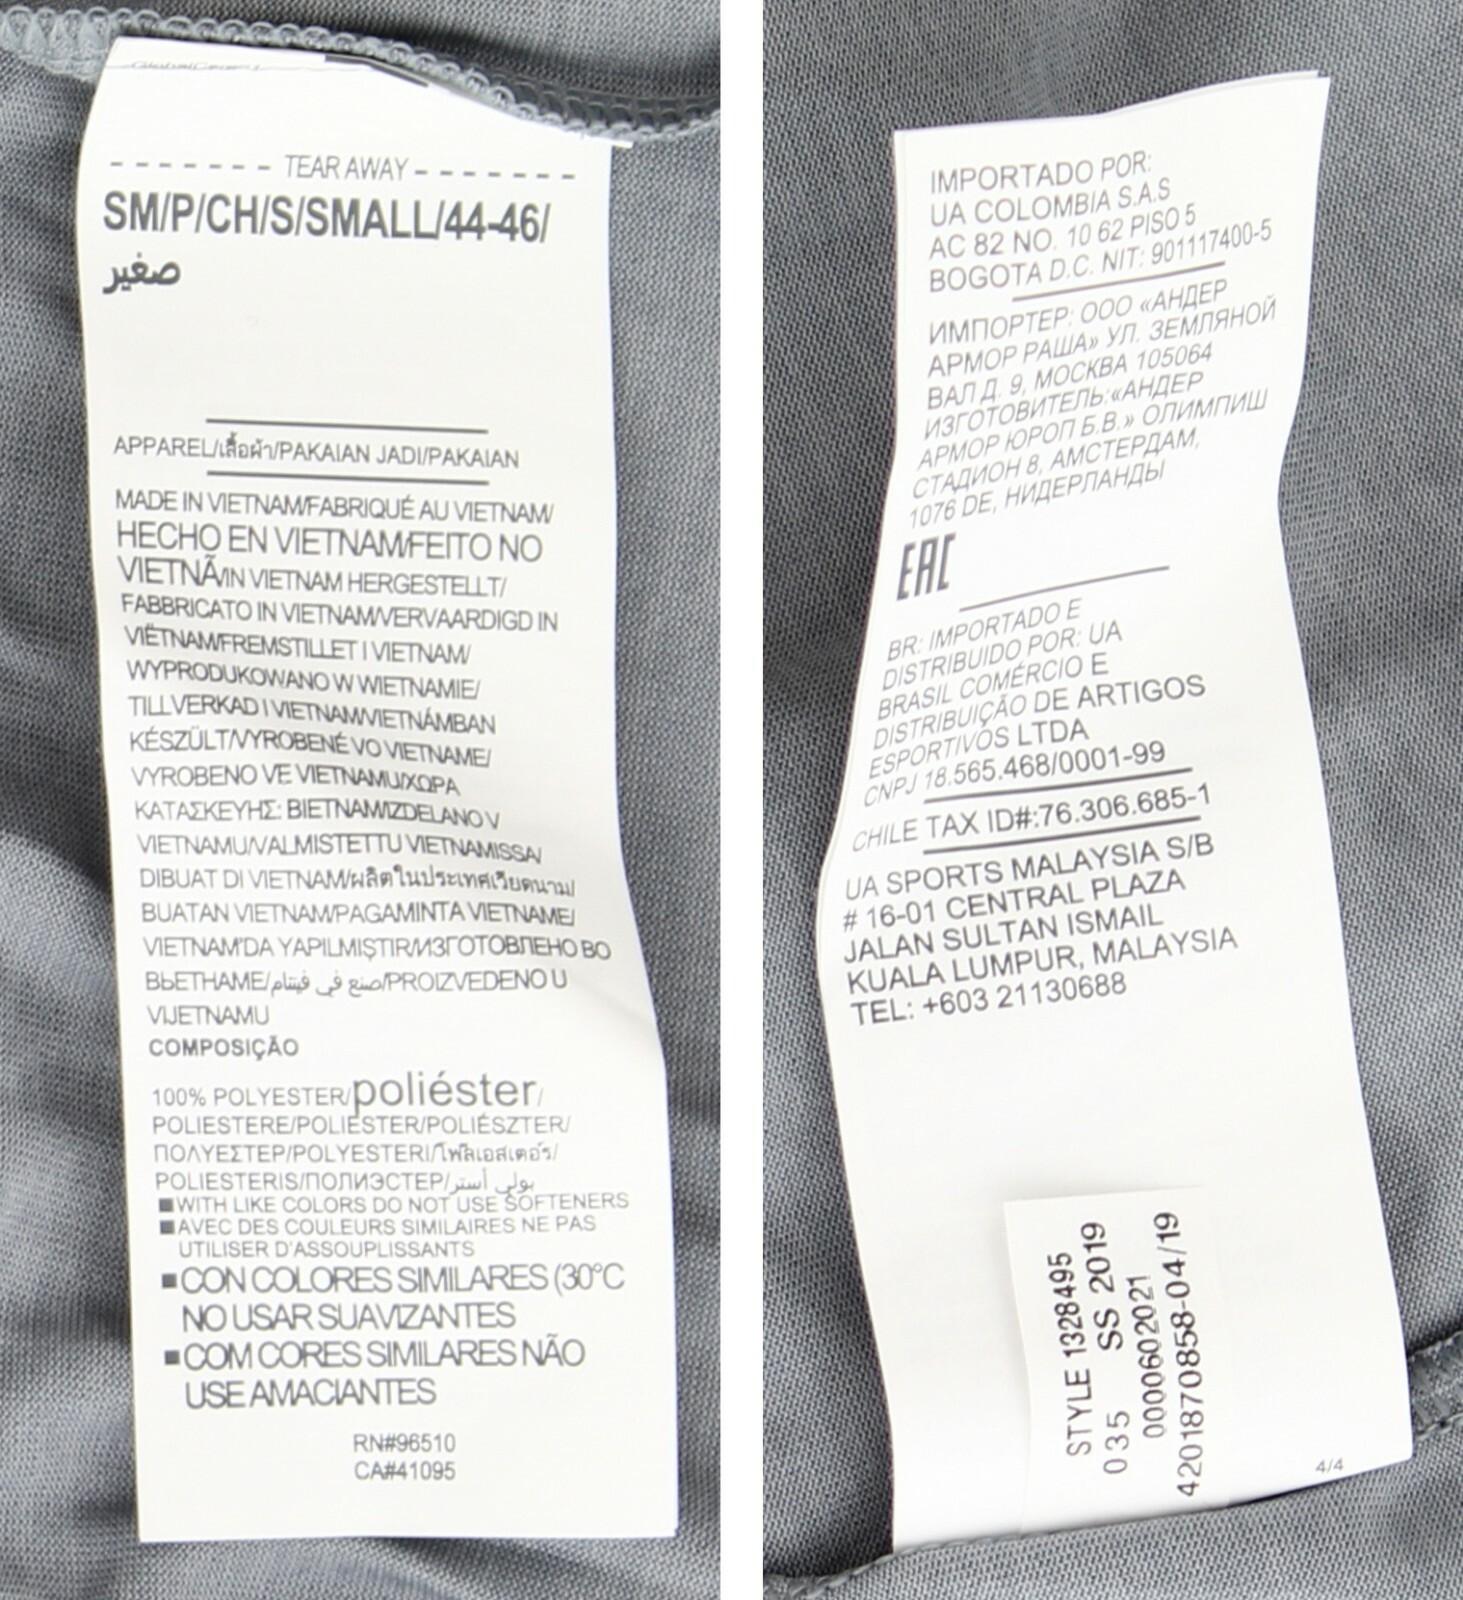 TEAR AWAY
SM/P/CH/S/SMALL/44-46/
صغير
APPAREL/เสื้อผ้า/PAKAIAN JADI/PAKAIAN
MADE IN VIETNAM/FABRIQUÉ AU VIETNAM/
HECHO EN VIETNAM/FEITO NO
VIETNÃ/IN VIETNAM HERGESTELLT/
FABBRICATO IN VIETNAM/VERVAARDIGD IN
VIËTNAM/FREMSTILLET I VIETNAM/
WYPRODUKOWANO W WIETNAMIE/
TILLVERKAD I VIETNAM/VIETNÁMBAN
KÉSZÜLT/VYROBENÉ VO VIETNAME/
VYROBENO VE VIETNAMU/ΧΩΡΑ
ΚΑΤΑΣΚΕΥΗΣ: ΒΙΕΤΝΑΜ/IZDELANO V
VIETNAMU/VALMISTETTU VIETNAMISSA/
DIBUAT DI VIETNAM/ผลิตในประเทศเวียดนาม/
BUATAN VIETNAM/PAGAMINTA VIETNAME/
VIETNAM'DA YAPILMIŞTIR/ИЗГОТОВЛЕНО ВО
ВЬЕТНАМЕ/صنع في فيتنام/PROIZVEDENO U
VIJETNAMU
COMPOSIÇÃO
100% POLYESTER/poliéster/
POLIESTERE/POLIESTER/POLIÉSZTER/
ΠΟΛΥΕΣΤΕΡ/POLYESTERI/โพลีเอสเตอร์/
POLIESTERIS/ПОЛИЭСТЕР/بولي أستر
■WITH LIKE COLORS DO NOT USE SOFTENERS
■AVEC DES COULEURS SIMILAIRES NE PAS
UTILISER D'ASSOUPLISSANTS
■CON COLORES SIMILARES (30°C
NO USAR SUAVIZANTES
■COM CORES SIMILARES NÃO
USE AMACIANTES
RN#96510
CA#41095
IMPORTADO POR:
UA COLOMBIA S.A.S
AC 82 NO. 10 62 PISO 5
BOGOTA D.C. NIT: 901117400-5
ИМПОРТЕР: ООО «АНДЕР
АРМОР РАША» УЛ. ЗЕМЛЯНОЙ
ВАЛ Д. 9, МОСКВА 105064
ИЗГОТОВИТЕЛЬ:«АНДЕР
АРМОР ЮРОП Б.В.» ОЛИМПИШ
СТАДИОН 8, АМСТЕРДАМ,
1076 DE, НИДЕРЛАНДЫ
EAC
BR: IMPORTADO E
DISTRIBUIDO POR: UA
BRASIL COMÉRCIO E
DISTRIBUIÇÃO DE ARTIGOS
ESPORTIVOS LTDA
CNPJ 18.565.468/0001-99
CHILE TAX ID#:76.306.685-1
UA SPORTS MALAYSIA S/B
# 16-01 CENTRAL PLAZA
JALAN SULTAN ISMAIL
KUALA LUMPUR, MALAYSIA
TEL: +603 21130688
STYLE 1328495
035 SS 2019
0000602021
4201870858-04/19
4/4